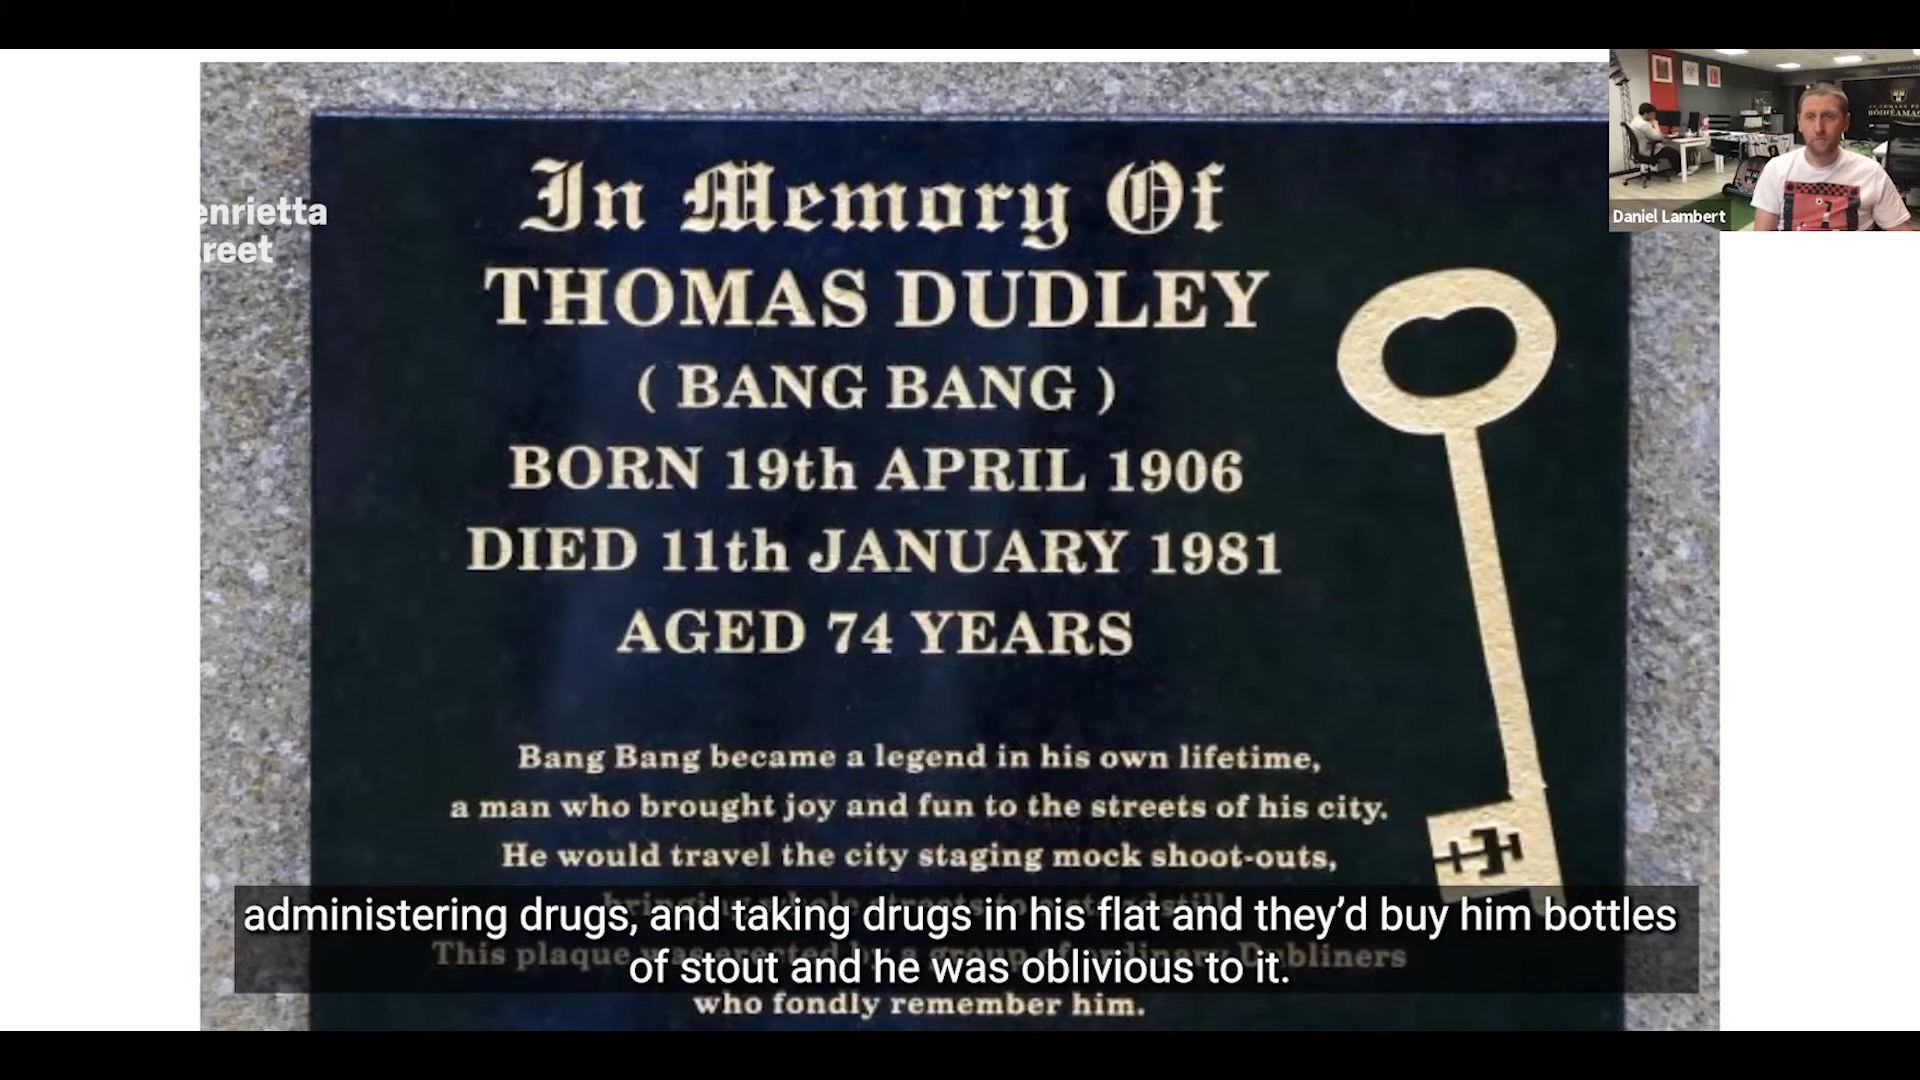 enrietta
reet
In Memory Of
THOMAS DUDLEY
( BANG BANG )
BORN 19th APRIL 1906
DIED 11th JANUARY 1981
AGED 74 YEARS
Bang Bang became a legend in his own lifetime,
a man who brought joy and fun to the streets of his city.
He would travel the city staging mock shoot-outs,
This plaque
Dubliners
who fondly remember him.
administering drugs, and taking drugs in his flat and they’d buy him bottles
of stout and he was oblivious to it.
Daniel Lambert